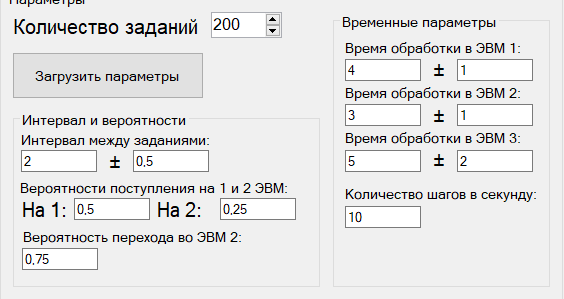 Параметры
Количество заданий 200
Загрузить параметры
Интервал и вероятности
Интервал между заданиями:
2 ± 0,5
Вероятности поступления на 1 и 2 ЭВМ:
На 1: 0,5 На 2: 0,25
Вероятность перехода во ЭВМ 2:
0,75
Временные параметры
Время обработки в ЭВМ 1:
4 ± 1
Время обработки в ЭВМ 2:
3 ± 1
Время обработки в ЭВМ 3:
5 ± 2
Количество шагов в секунду:
10